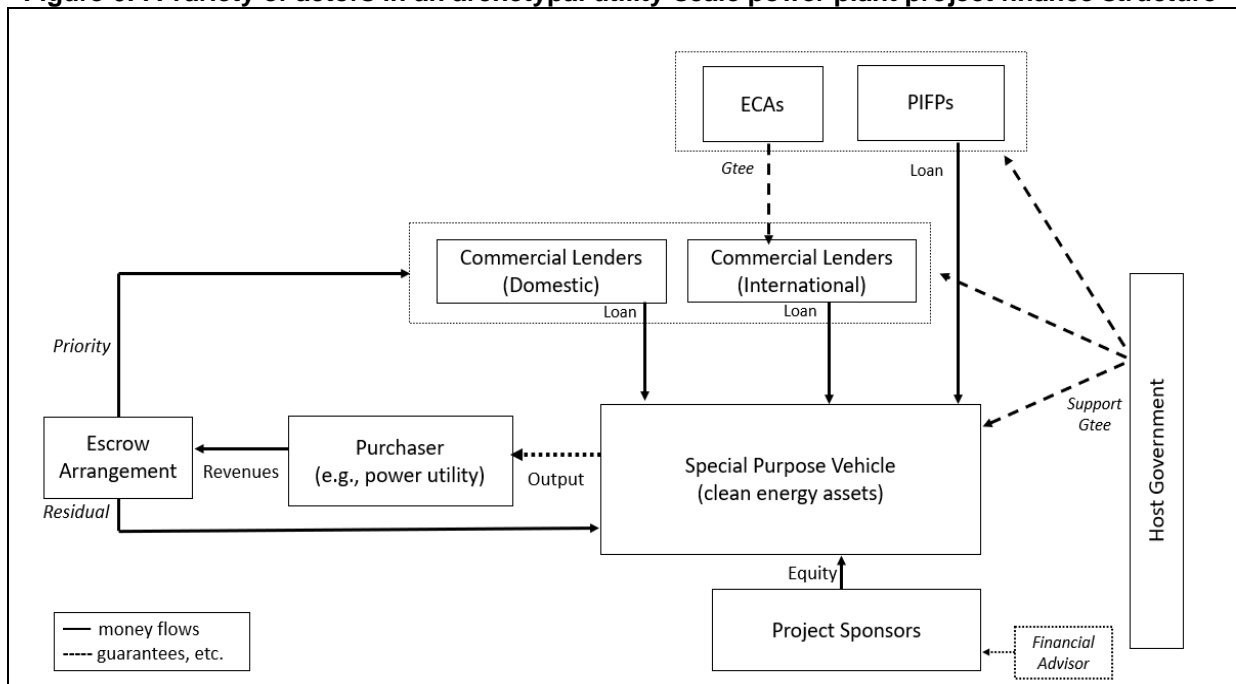 Figure A variety of actors in an archetypal utility-scale power plant project finance structure
ECAs
PIFPs
Gtee
Loan
Commercial Lenders
(Domestic)
Commercial Lenders
(International)
Loan
Loan
Priority
Support
Gtee
Host Government
Escrow
Arrangement
Revenues
Purchaser
(e.g., power utility)
Output
Special Purpose Vehicle
(clean energy assets)
Residual
Equity
Project Sponsors
Financial
Advisor
money flows
guarantees, etc.